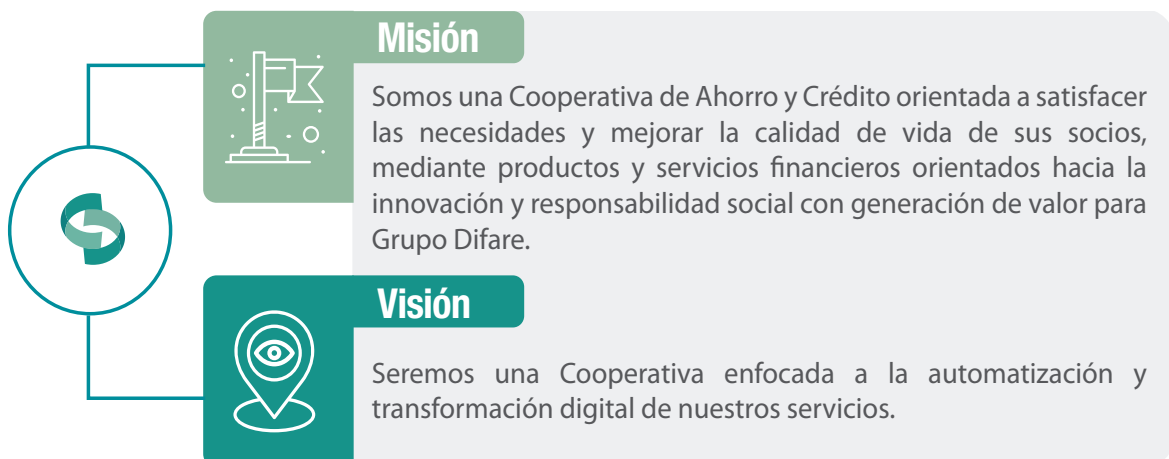 Misión
Somos una Cooperativa de Ahorro y Crédito orientada a satisfacer
las necesidades y mejorar la calidad de vida de sus socios,
mediante productos y servicios financieros orientados hacia la
innovación y responsabilidad social con generación de valor para
Grupo Difare.
Visión
Seremos una Cooperativa enfocada a la automatización y
transformación digital de nuestros servicios.